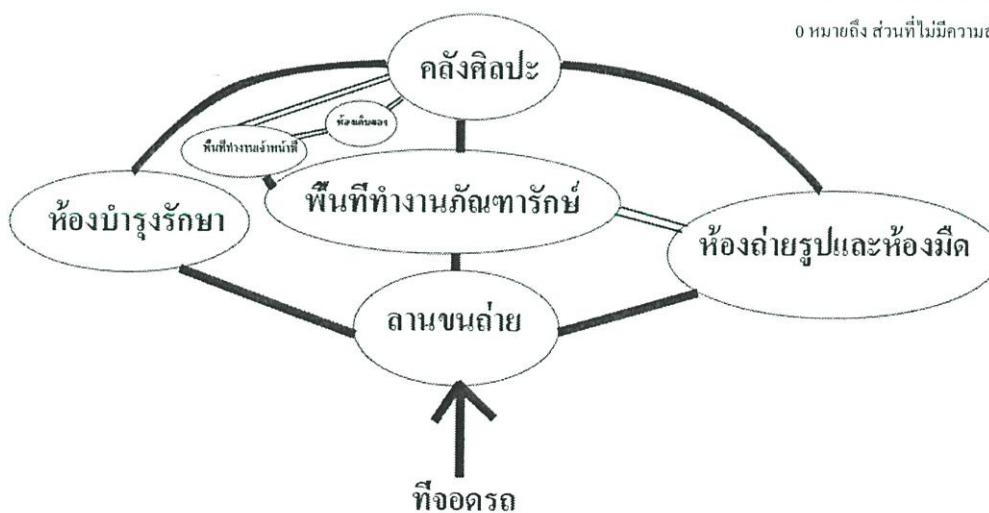 0 หมายถึง ส่วนที่ไม่มีความ
คลังศิลปะ
ห้องเก็บของ
พื้นที่ทำงานเจ้าหน้าที่
พื้นที่ทำงานภัณฑารักษ์
ห้องบำรุงรักษา
ห้องถ่ายรูปและห้องมืด
ลานขนถ่าย
ที่จอดรถ